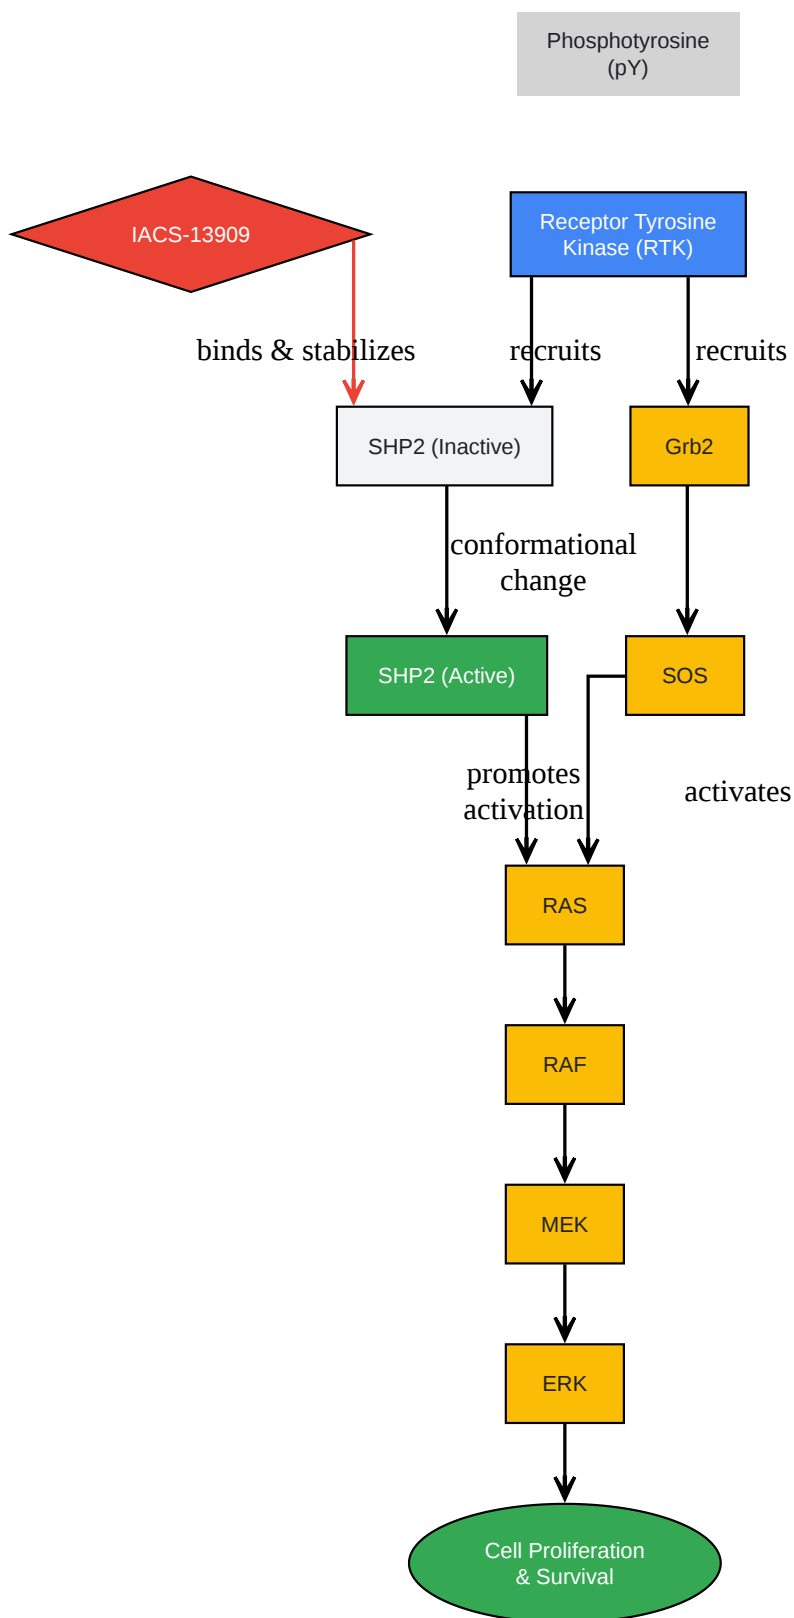 Phosphotyrosine
(pY)
IACS-13909
Receptor Tyrosine
Kinase (RTK)
binds & stabilizes
recruits
recruits
SHP2 (Inactive)
Grb2
conformational
change
SHP2 (Active)
SOS
promotes
activation
activates
RAS
RAF
MEK
ERK
Cell Proliferation
& Survival